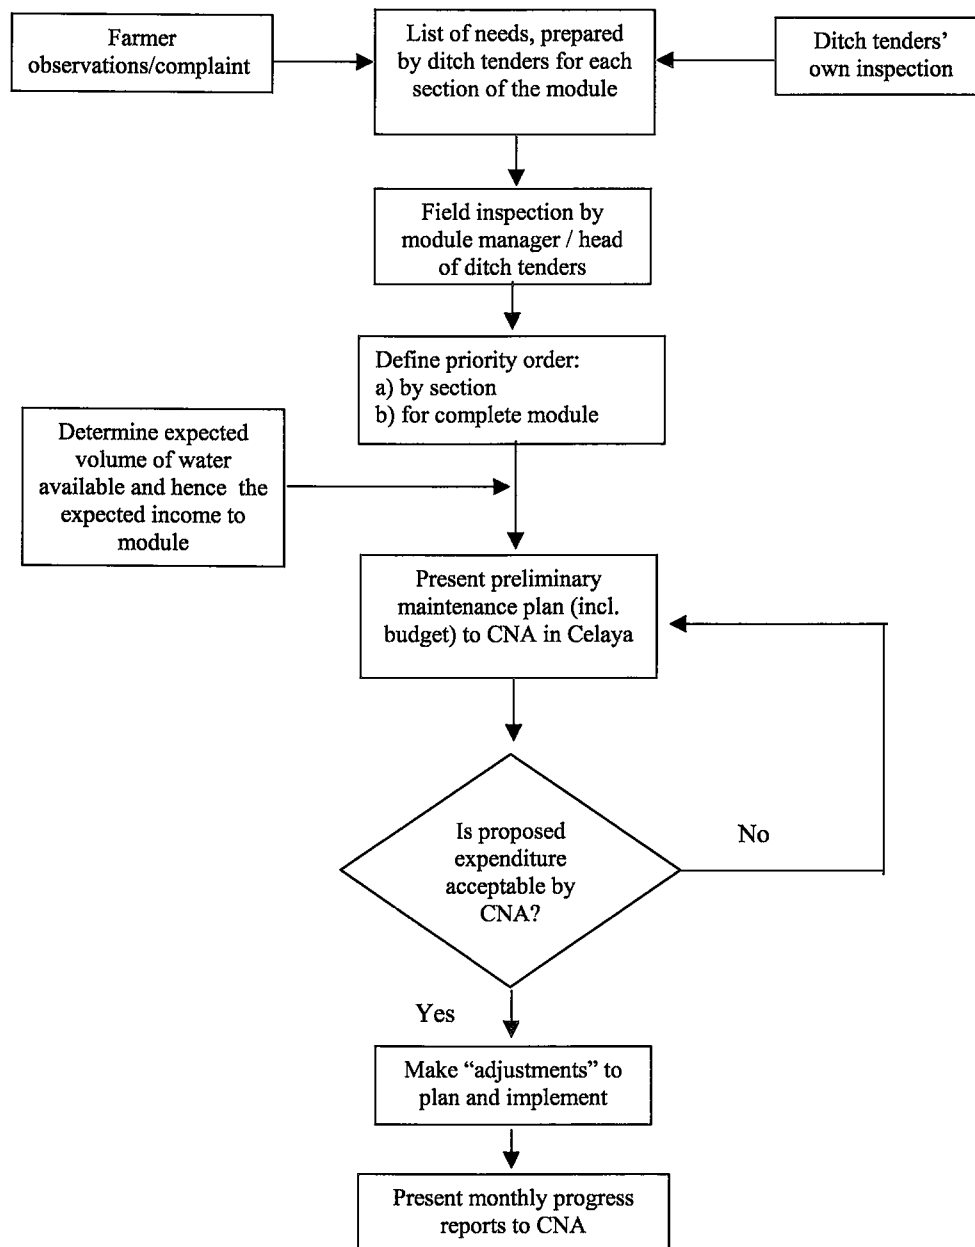 Farmer
observations/complaint
List of needs, prepared
by ditch tenders for each
section of the module
Ditch tenders’
own inspection
Field inspection by
module manager / head
of ditch tenders
Define priority order:
a) by section
b) for complete module
Determine expected
volume of water
available and hence the
expected income to
module
Present preliminary
maintenance plan (incl.
budget) to CNA in Celaya
Is proposed
expenditure
acceptable by
CNA?
No
Yes
Make “adjustments” to
plan and implement
Present monthly progress
reports to CNA